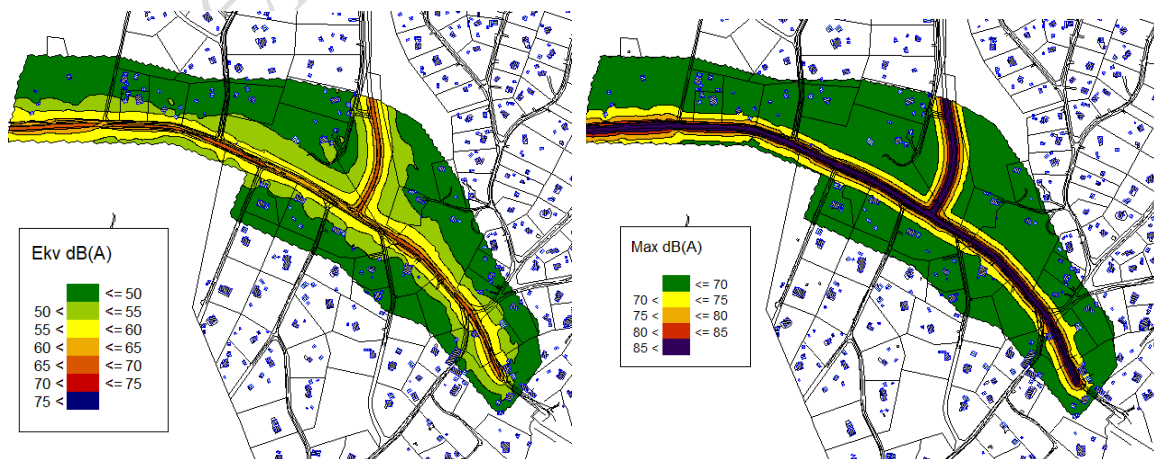 Ekv dB(A)
<= 50
50 < <= 55
55 < <= 60
60 < <= 65
65 < <= 70
70 < <= 75
75 <
Max dB(A)
<= 70
70 < <= 75
75 < <= 80
80 < <= 85
85 <